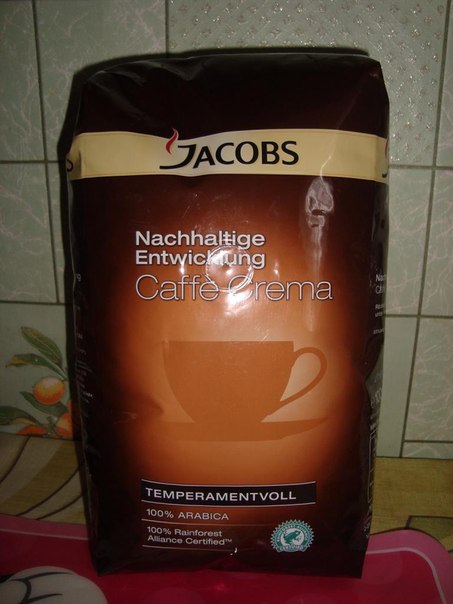 JACOBS
Nachhaltige
Entwicklung
Caffè Crema
TEMPERAMENTVOLL
100% ARABICA
100% Rainforest
Alliance Certified™